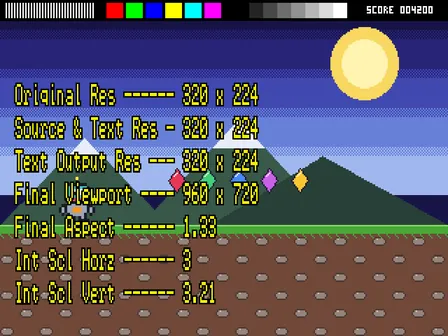 SCORE 004200
Original Res ------ 320 x 224
Source & Text Res - 320 x 224
Text Output Res --- 320 x 224
Final Viewport ---- 960 x 720
Final Aspect ------ 1.33
Int Scl Horz ------ 3
Int Scl Vert ------ 3.21